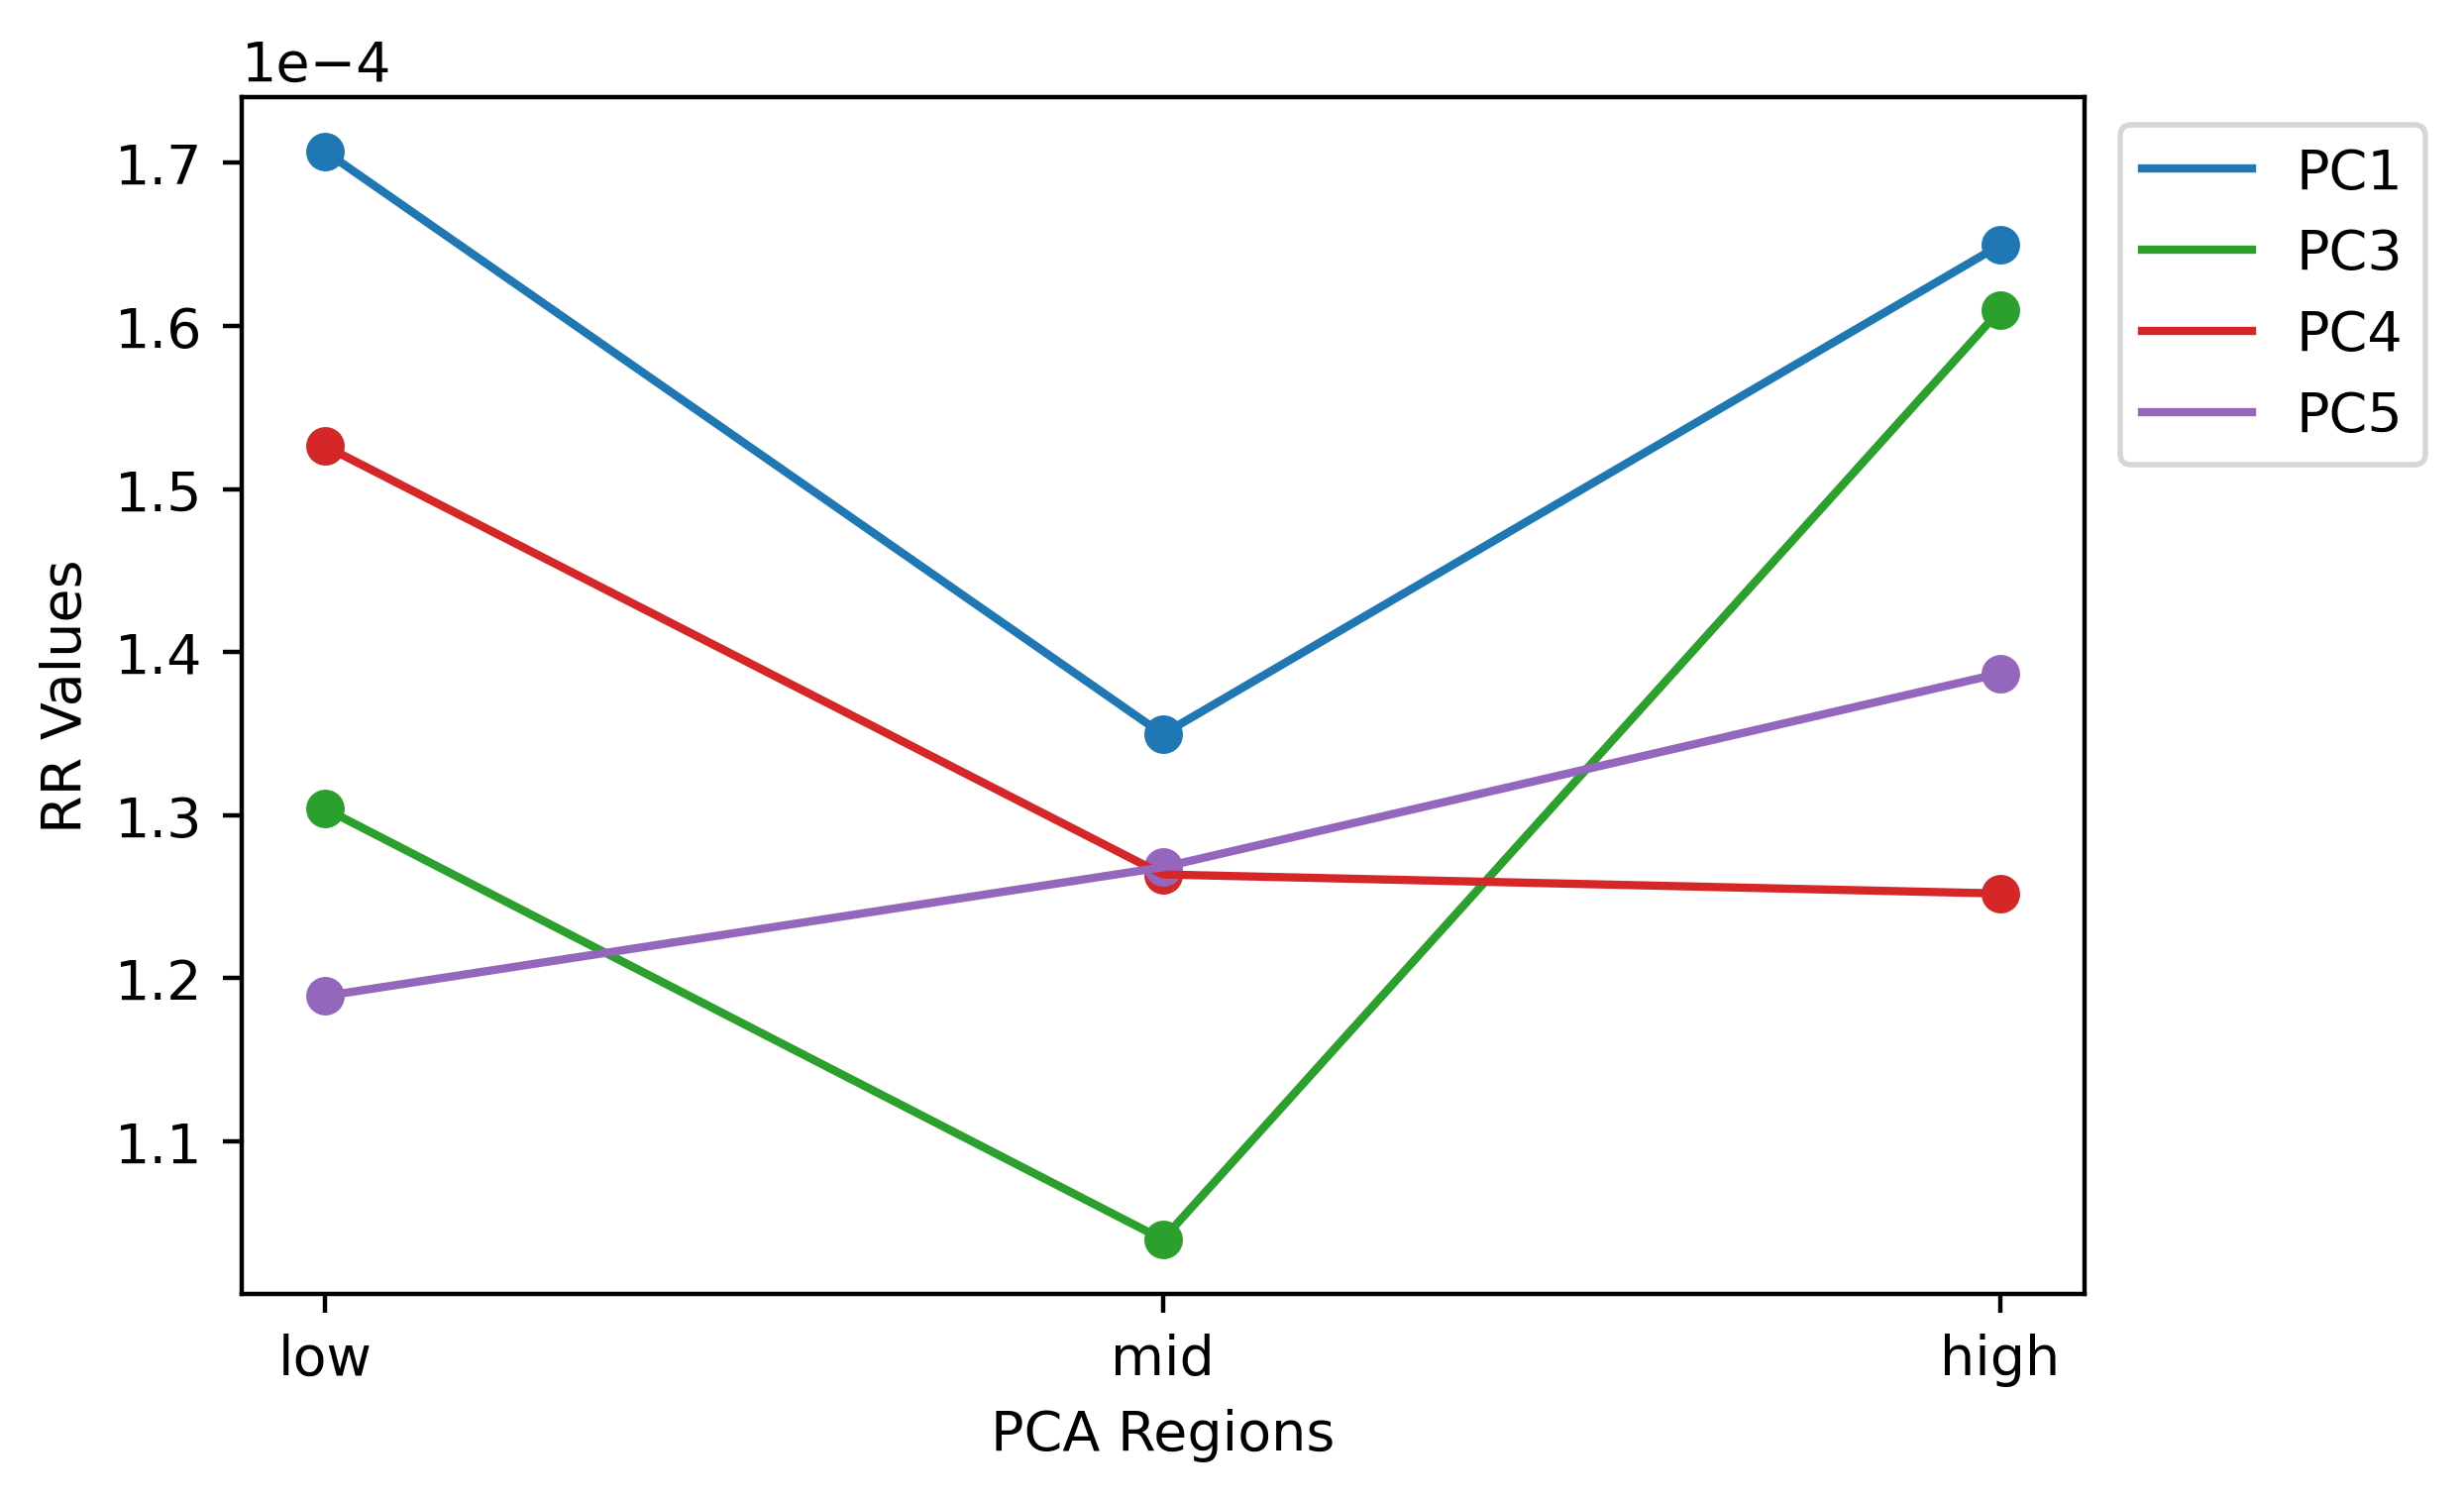 1e−4
1.7
1.6
1.5
1.4
1.3
1.2
1.1
RR Values
low
mid
high
PCA Regions
PC1
PC3
PC4
PC5